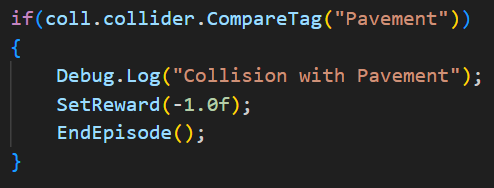 if(coll.collider.CompareTag("Pavement"))
{
    Debug.Log("Collision with Pavement");
    SetReward(-1.0f);
    EndEpisode();
}